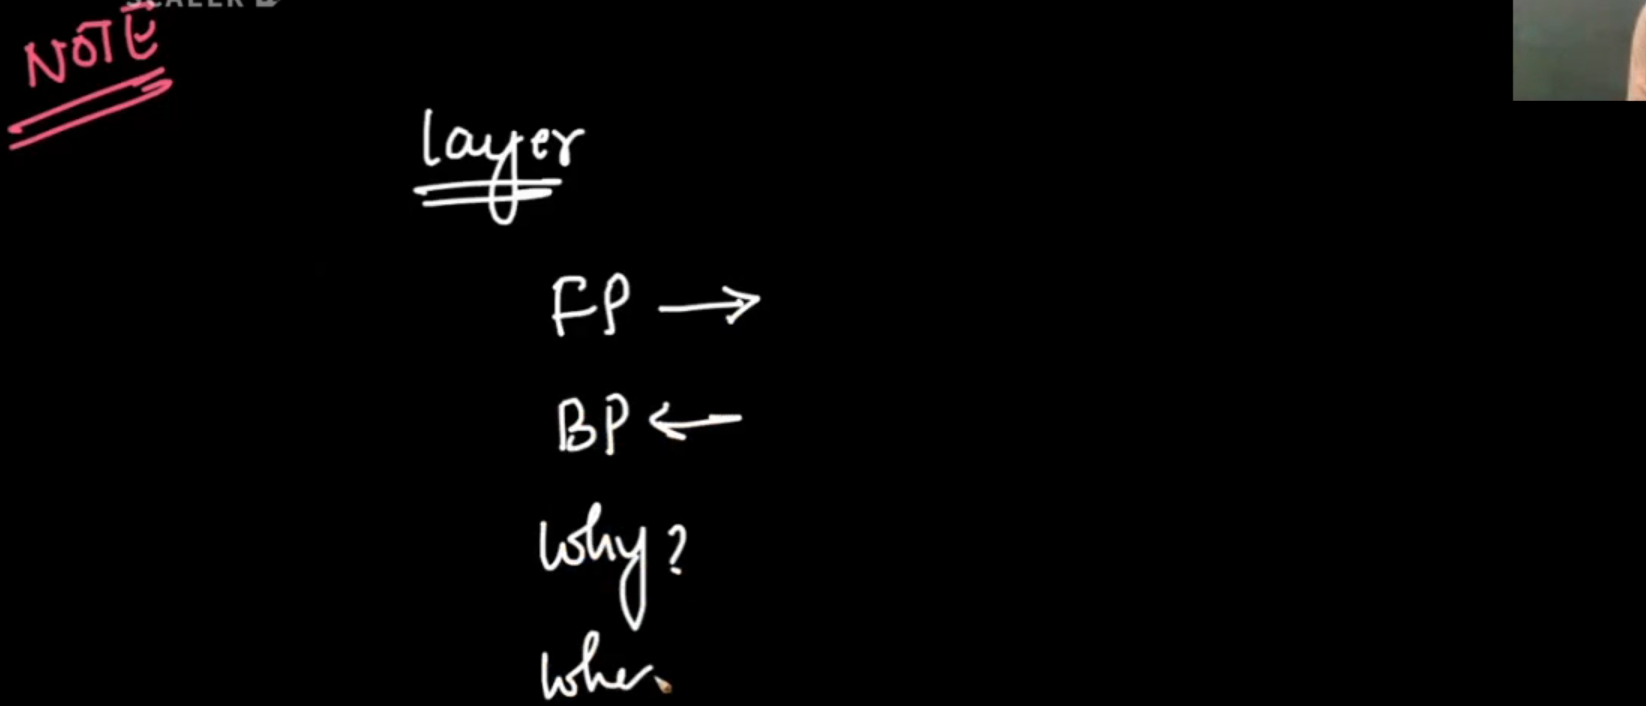 NOTE
layer
FP →
BP ←
Why?